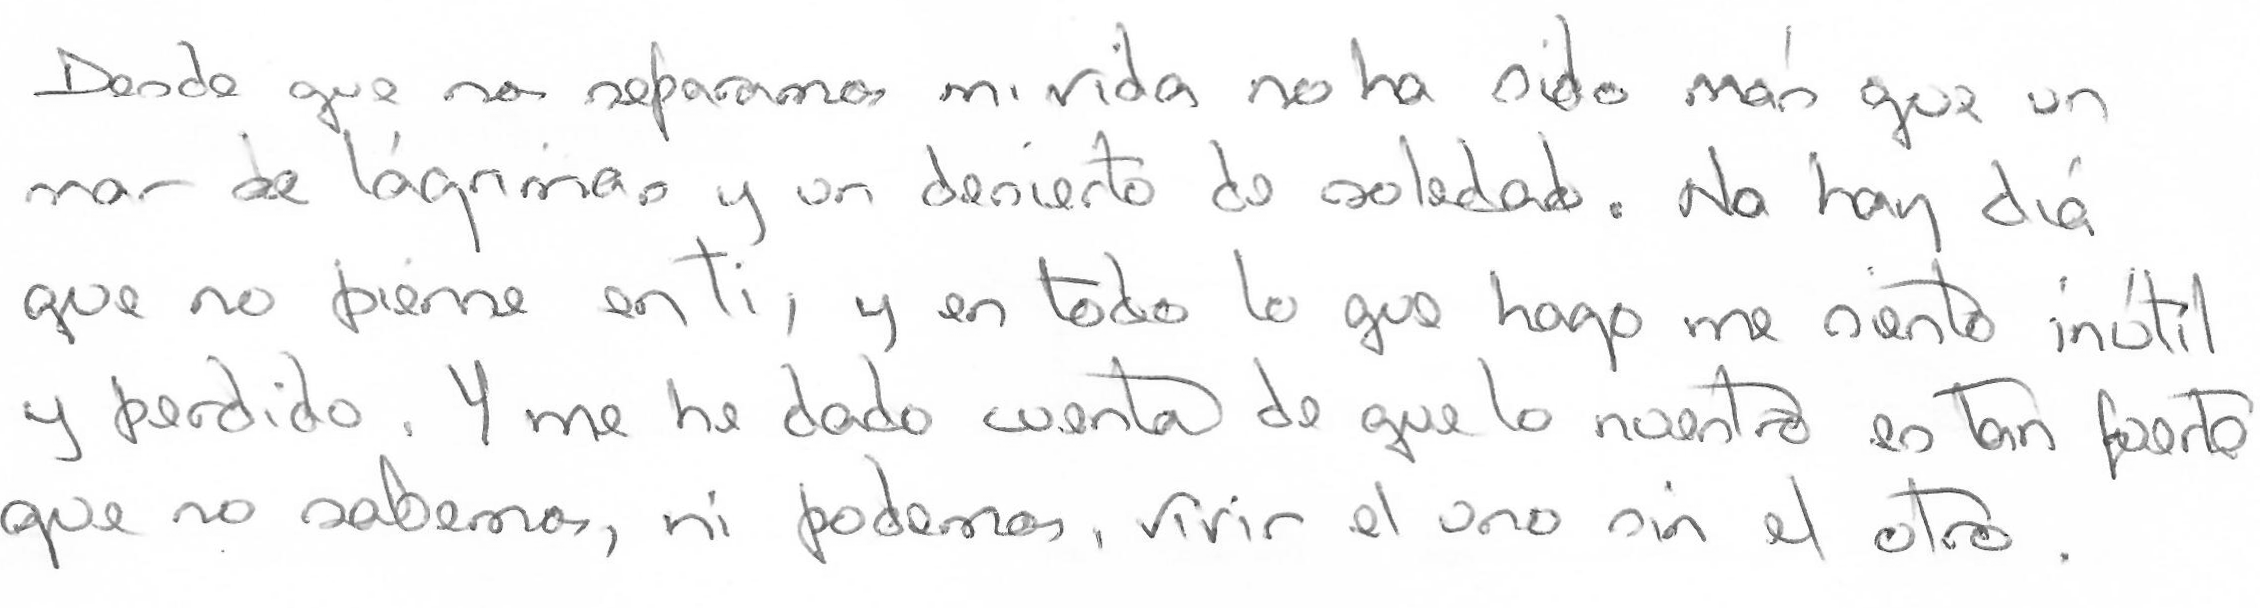 Desde que nos separamos mi vida no ha sido más que un
mar de lágrimas y un desierto de soledad. No hay día
que no piense en ti, y en todo lo que hago me siento inútil
y perdido. Y me he dado cuenta de que lo nuestro es tan fuerte
que no sabemos, ni podemos, vivir el uno sin el otro.